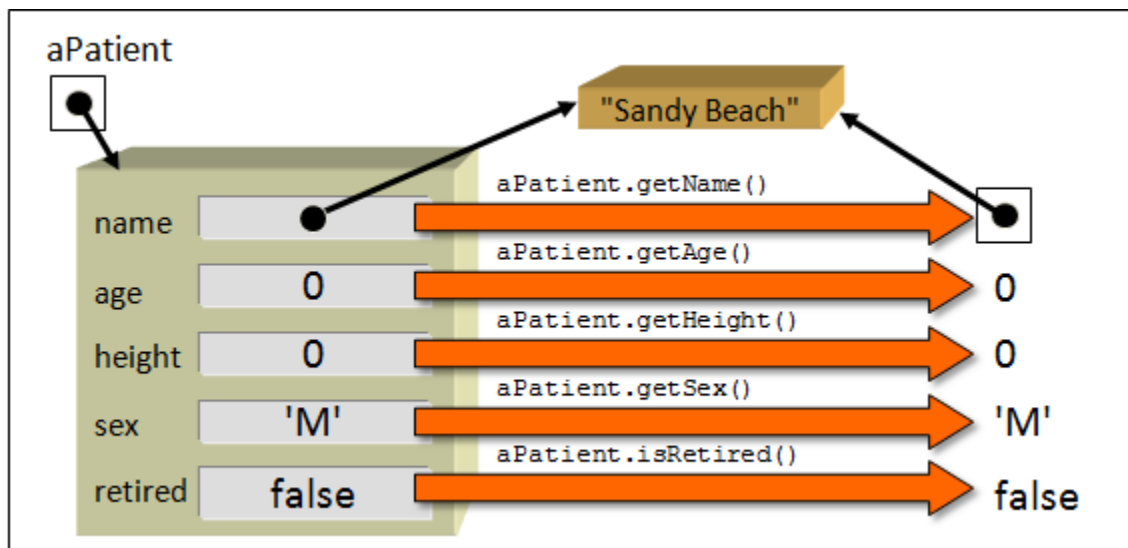 aPatient
"Sandy Beach"
name aPatient.getName()
age 0 aPatient.getAge() 0
height 0 aPatient.getHeight() 0
sex 'M' aPatient.getSex() 'M'
retired false aPatient.isRetired() false